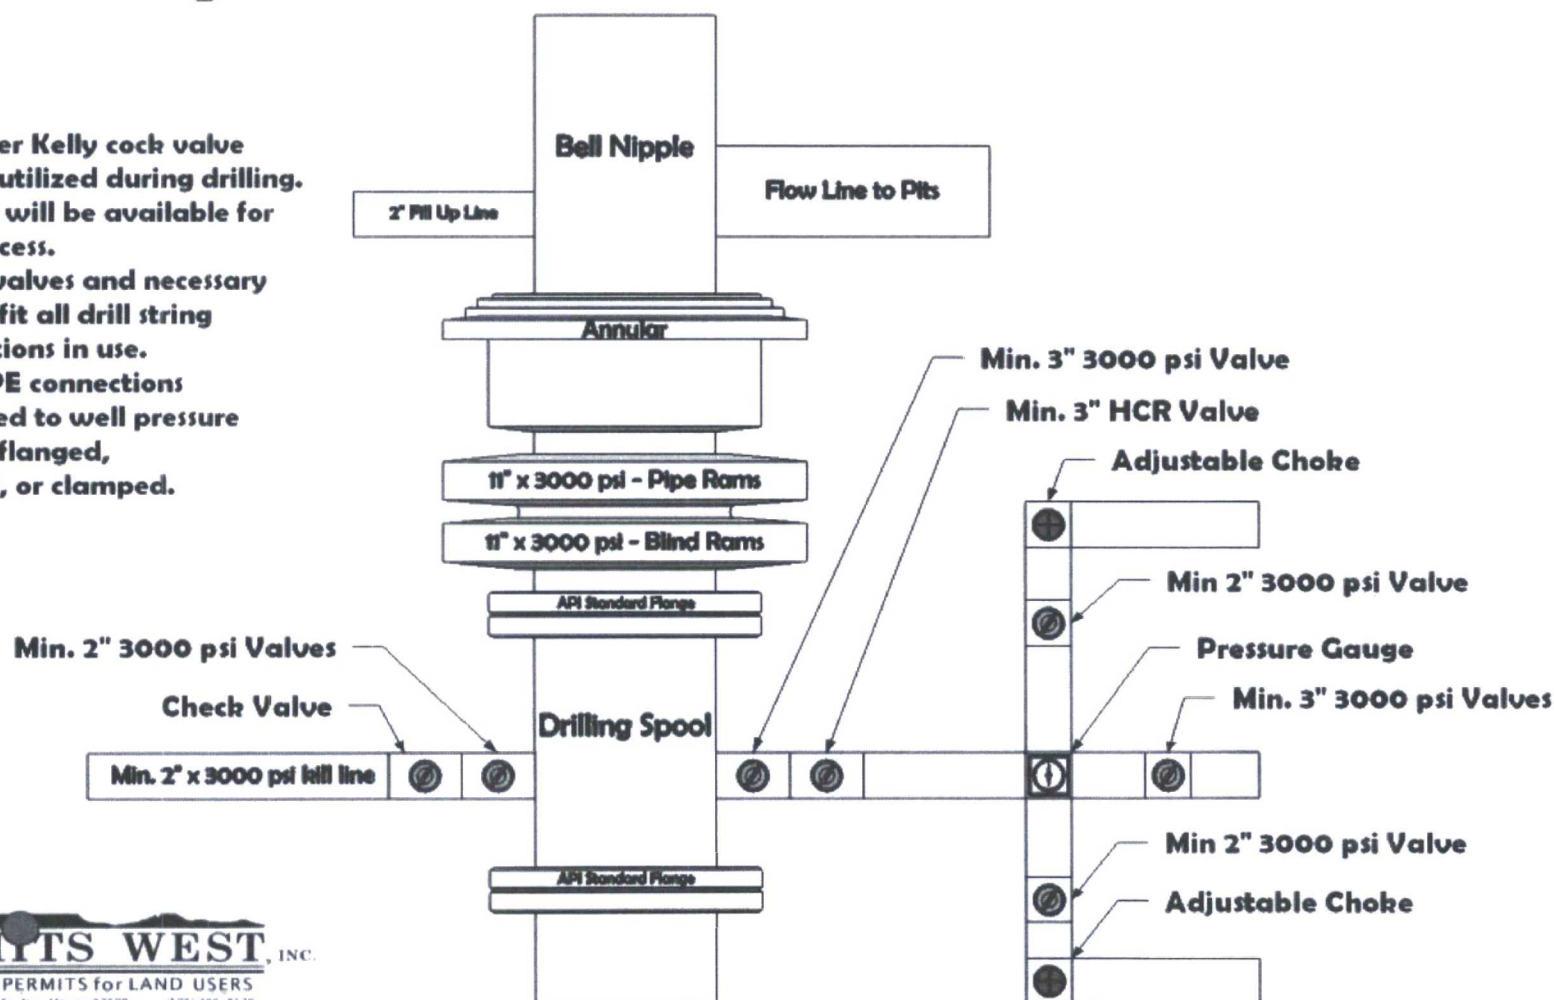 er Kelly cock valve
utilized during drilling.
will be available for
cess.
valves and necessary
fit all drill string
tions in use.
PE connections
ed to well pressure
flanged,
, or clamped.
Bell Nipple
Flow Line to Pits
2" Fill Up Line
Annular
11" x 3000 psi - Pipe Rams
11" x 3000 psi - Blind Rams
API Standard Flange
Min. 3" 3000 psi Valve
Min. 3" HCR Valve
Adjustable Choke
Min 2" 3000 psi Valve
Pressure Gauge
Min. 3" 3000 psi Valves
Min. 2" 3000 psi Valves
Check Valve
Drilling Spool
Min. 2" x 3000 psi kill line
Min 2" 3000 psi Valve
Adjustable Choke
API Standard Flange
ITS WEST, INC.
PERMITS for LAND USERS